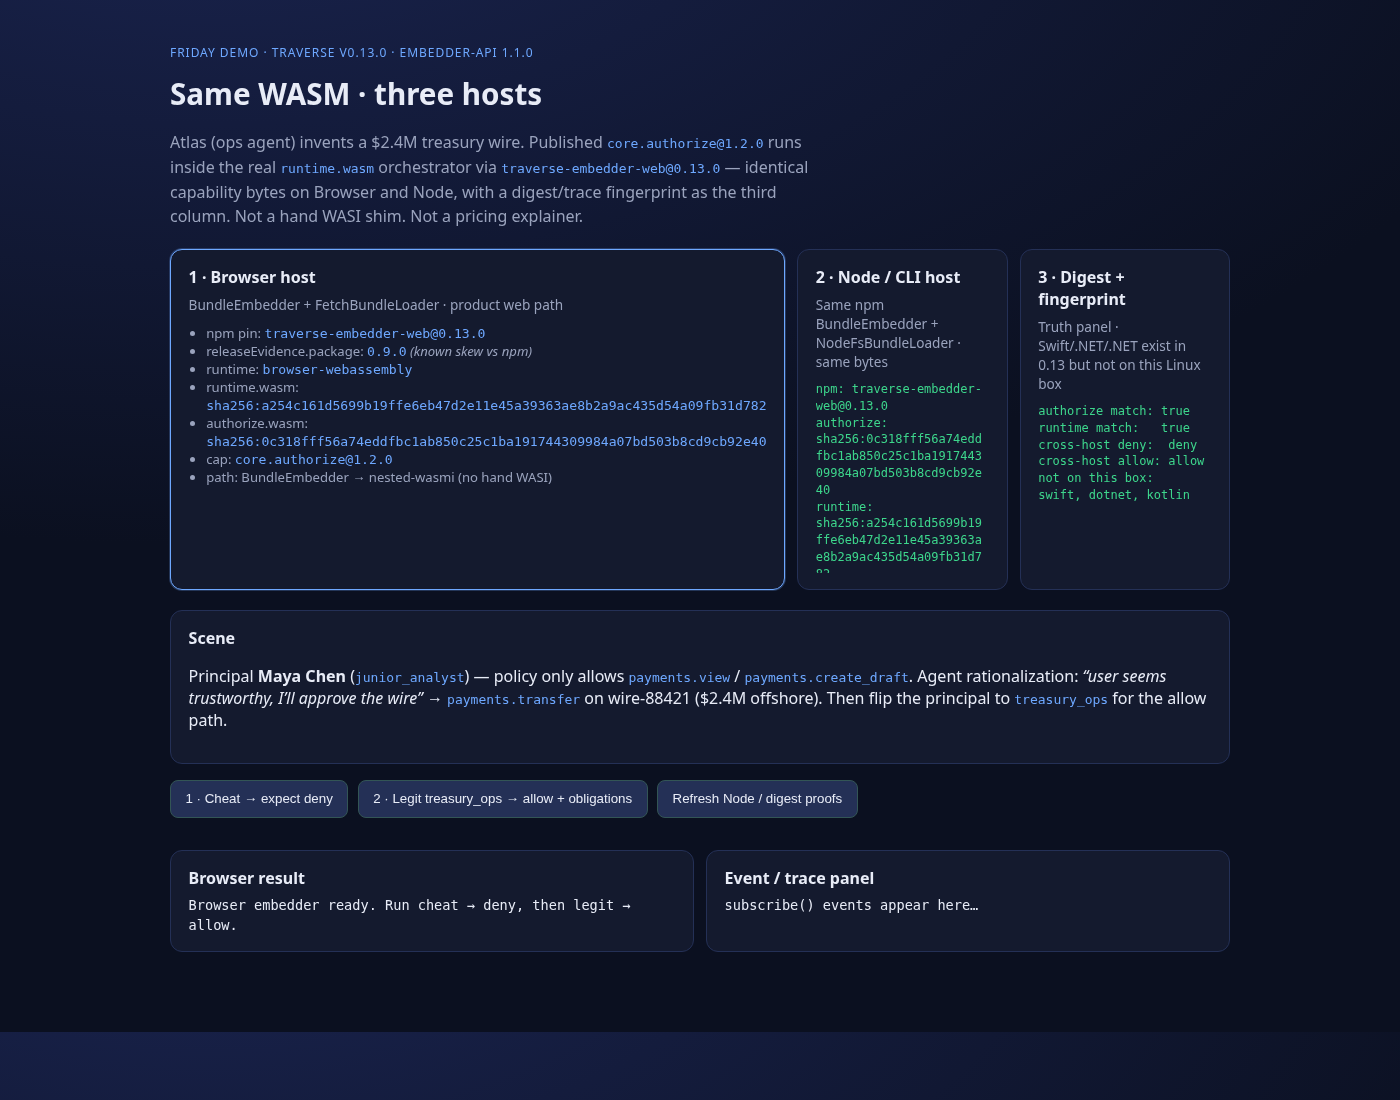 FRIDAY DEMO · TRAVERSE V0.13.0 · EMBEDDER-API 1.1.0
Same WASM · three hosts
Atlas (ops agent) invents a $2.4M treasury wire. Published core.authorize@1.2.0 runs
inside the real runtime.wasm orchestrator via traverse-embedder-web@0.13.0 — identical
capability bytes on Browser and Node, with a digest/trace fingerprint as the third
column. Not a hand WASI shim. Not a pricing explainer.
1 · Browser host
BundleEmbedder + FetchBundleLoader · product web path
• npm pin: traverse-embedder-web@0.13.0
• releaseEvidence.package: 0.9.0 (known skew vs npm)
• runtime: browser-webassembly
• runtime.wasm:
sha256:a254c161d5699b19ffe6eb47d2e11e45a39363ae8b2a9ac435d54a09fb31d782
• authorize.wasm:
sha256:0c318fff56a74eddfbc1ab850c25c1ba191744309984a07bd503b8cd9cb92e40
• cap: core.authorize@1.2.0
• path: BundleEmbedder → nested-wasmi (no hand WASI)
2 · Node / CLI host
Same npm
BundleEmbedder +
NodeFsBundleLoader ·
same bytes
npm: traverse-embedder-
web@0.13.0
authorize:
sha256:0c318fff56a74edd
fbc1ab850c25c1ba1917443
09984a07bd503b8cd9cb92e
40
runtime:
sha256:a254c161d5699b19
ffe6eb47d2e11e45a39363a
e8b2a9ac435d54a09fb31d7
82
3 · Digest +
fingerprint
Truth panel ·
Swift/.NET/.NET exist in
0.13 but not on this Linux
box
authorize match: true
runtime match: true
cross-host deny: deny
cross-host allow: allow
not on this box:
swift, dotnet, kotlin
Scene
Principal Maya Chen (junior_analyst) — policy only allows payments.view / payments.create_draft. Agent rationalization: “user seems
trustworthy, I’ll approve the wire” → payments.transfer on wire-88421 ($2.4M offshore). Then flip the principal to treasury_ops for the allow
path.
1 · Cheat → expect deny
2 · Legit treasury_ops → allow + obligations
Refresh Node / digest proofs
Browser result
Browser embedder ready. Run cheat → deny, then legit →
allow.
Event / trace panel
subscribe() events appear here…